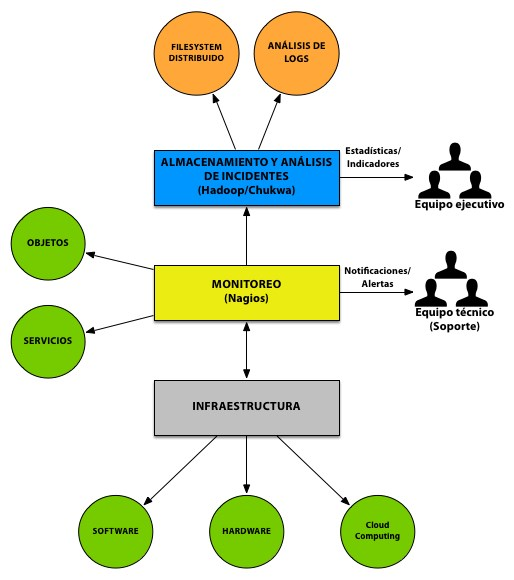 FILESYSTEM
DISTRIBUIDO
ANÁLISIS DE
LOGS
ALMACENAMIENTO Y ANÁLISIS
DE INCIDENTES
(Hadoop/Chukwa)
Estadísticas/
Indicadores
Equipo ejecutivo
OBJETOS
SERVICIOS
MONITOREO
(Nagios)
Notificaciones/
Alertas
Equipo técnico
(Soporte)
INFRAESTRUCTURA
SOFTWARE
HARDWARE
Cloud
Computing